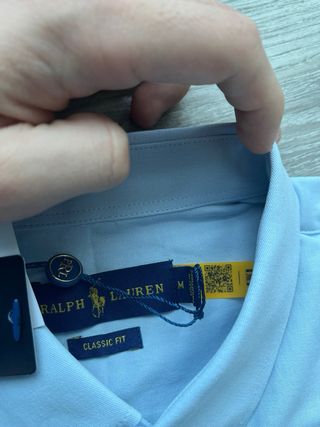 RALPH LAUREN
M
CLASSIC FIT